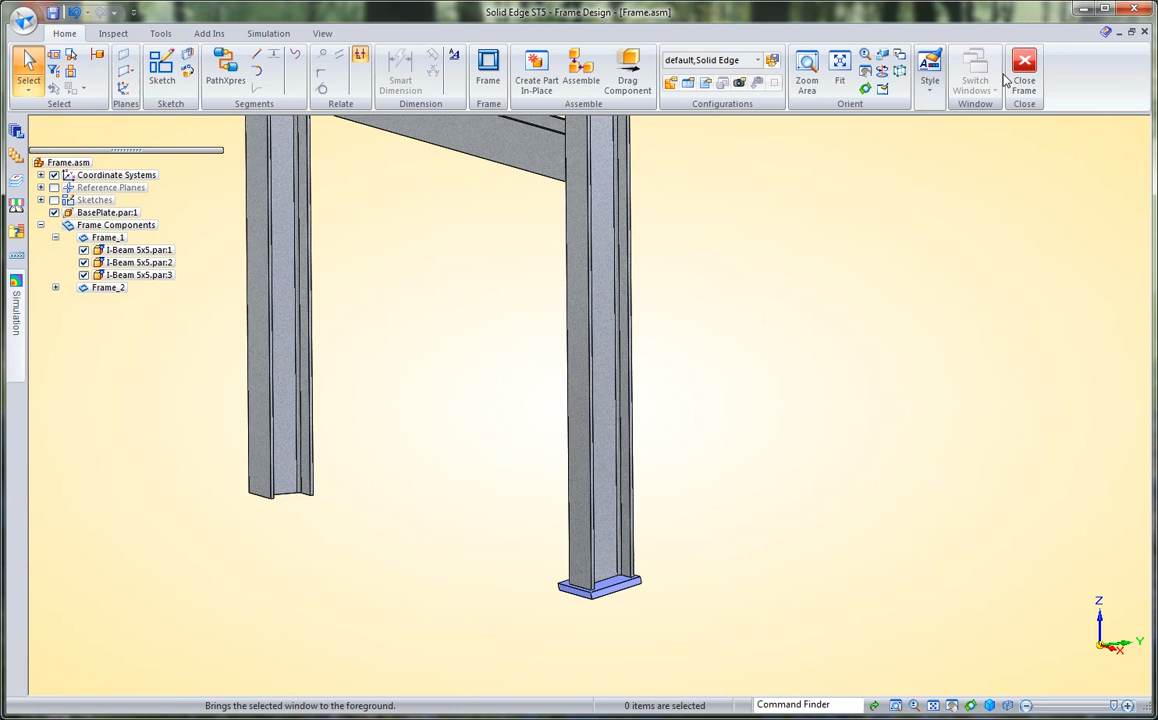 Solid Edge ST5 - Frame Design - [Frame.asm]
Home Inspect Tools Add Ins Simulation View
Select PathXpres Sketch Smart Dimension Frame Create Part In-Place Assemble Drag Component default,Solid Edge Zoom Area Fit Style Switch Windows Close Frame
Select Planes Sketch Segments Relate Dimension Frame Assemble Configurations Orient Window Close
Frame.asm
Coordinate Systems
Reference Planes
Sketches
BasePlate.par:1
Frame Components
Frame_1
I-Beam 5x5.par:1
I-Beam 5x5.par:2
I-Beam 5x5.par:3
Frame_2
Simulation
Z
Y
X
Brings the selected window to the foreground. 0 items are selected Command Finder